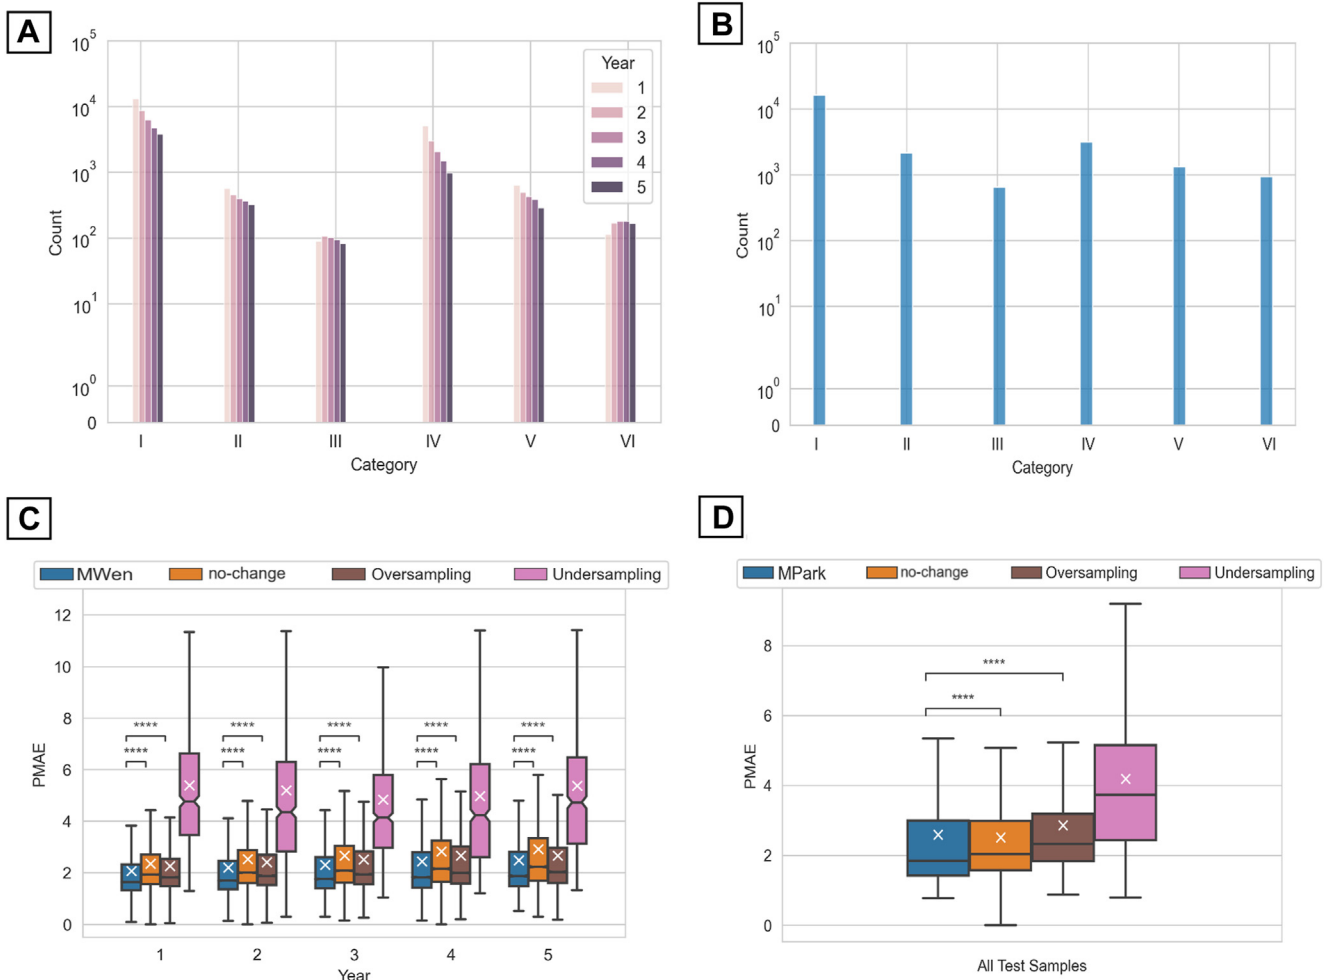 A
Year
1
2
3
4
5
10^5
10^4
10^3
10^2
10^1
10^0
0
Count
I II III IV V VI
Category
B
10^5
10^4
10^3
10^2
10^1
10^0
0
Count
I II III IV V VI
Category
C
MWen no-change Oversampling Undersampling
12
10
8
6
4
2
0
PMAE
**** **** **** **** ****
**** **** **** **** ****
1 2 3 4 5
Year
D
MPark no-change Oversampling Undersampling
8
6
4
2
0
PMAE
****
****
All Test Samples